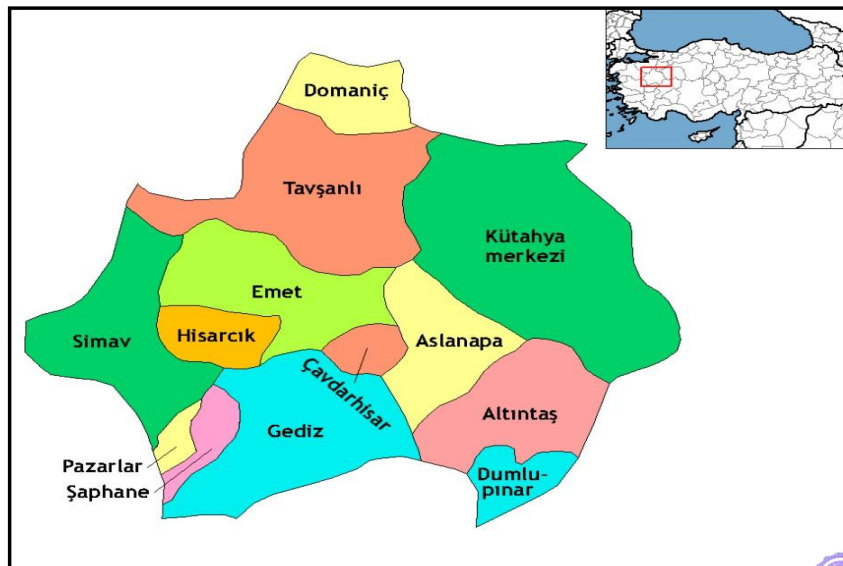 Domaniç
Tavşanlı
Kütahya
merkezi
Emet
Simav
Hisarcık
Aslanapa
Çavdarhisar
Altıntaş
Gediz
Pazarlar
Şaphane
Dumlu-
pınar